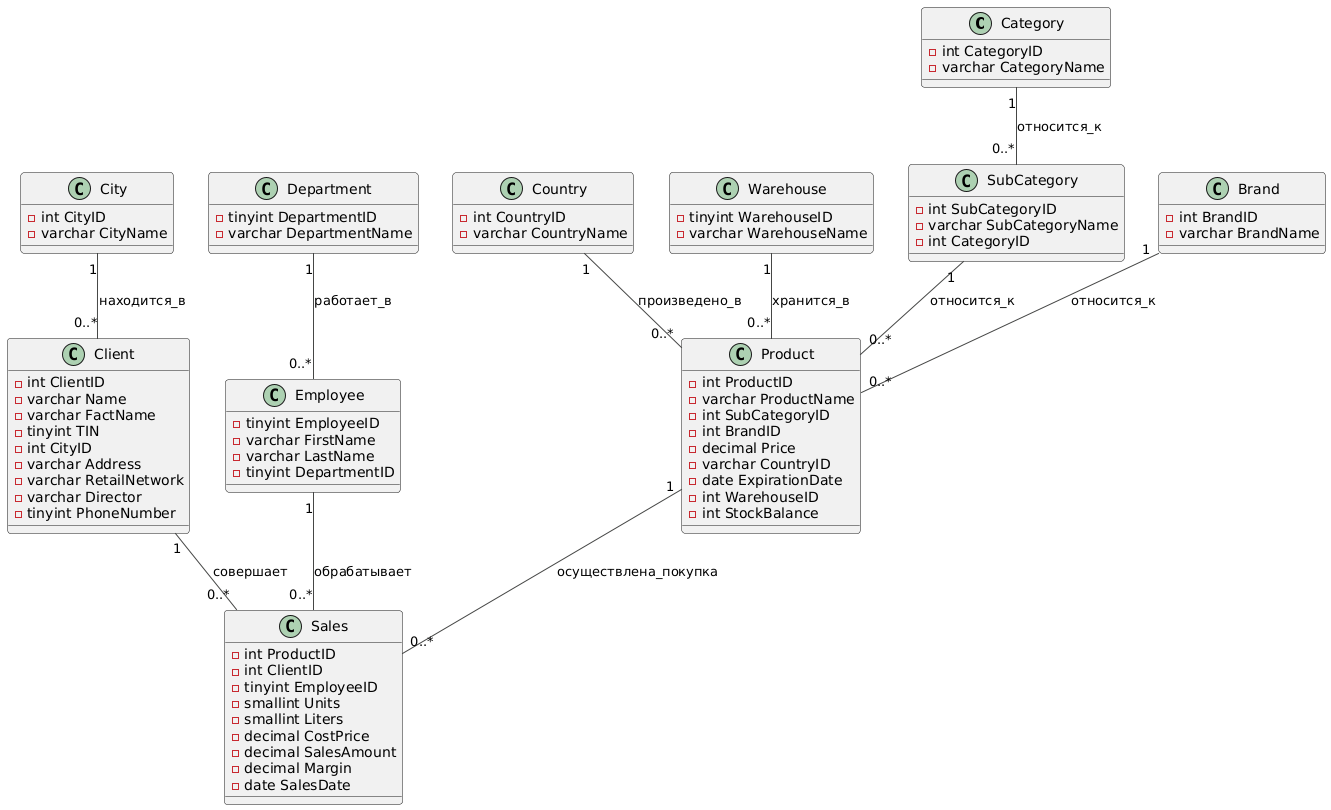 C Category
int CategoryID
varchar CategoryName
1
относится_к
0..*
C City
int CityID
varchar CityName
C Department
tinyint DepartmentID
varchar DepartmentName
C Country
int CountryID
varchar CountryName
C Warehouse
tinyint WarehouseID
varchar WarehouseName
C SubCategory
int SubCategoryID
varchar SubCategoryName
int CategoryID
C Brand
int BrandID
varchar BrandName
1
находится_в
0..*
1
работает_в
0..*
1
произведено_в
0..*
1
хранится_в
0..*
1
относится_к
0..*
1
относится_к
0..*
C Client
int ClientID
varchar Name
varchar FactName
tinyint TIN
int CityID
varchar Address
varchar RetailNetwork
varchar Director
tinyint PhoneNumber
C Employee
tinyint EmployeeID
varchar FirstName
varchar LastName
tinyint DepartmentID
C Product
int ProductID
varchar ProductName
int SubCategoryID
int BrandID
decimal Price
varchar CountryID
date ExpirationDate
int WarehouseID
int StockBalance
1
совершает
0..*
1
обрабатывает
0..*
1
осуществлена_покупка
0..*
C Sales
int ProductID
int ClientID
tinyint EmployeeID
smallint Units
smallint Liters
decimal CostPrice
decimal SalesAmount
decimal Margin
date SalesDate